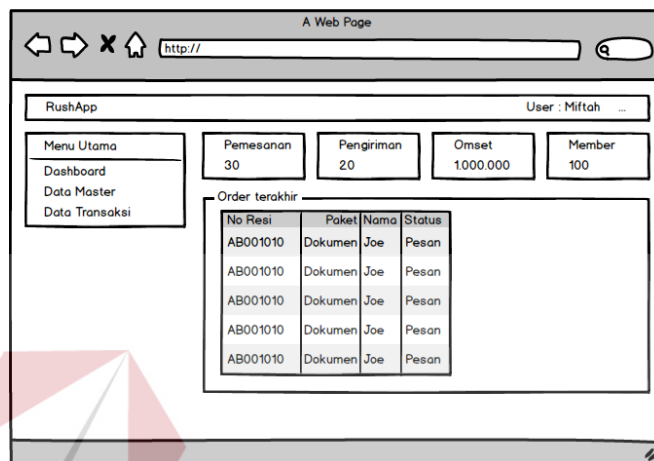 A Web Page
http://
RushApp User : Miftah ...
Menu Utama
Dashboard
Data Master
Data Transaksi
Pemesanan
30
Pengiriman
20
Omset
1.000.000
Member
100
Order terakhir
No Resi Paket Nama Status
AB001010 Dokumen Joe Pesan
AB001010 Dokumen Joe Pesan
AB001010 Dokumen Joe Pesan
AB001010 Dokumen Joe Pesan
AB001010 Dokumen Joe Pesan